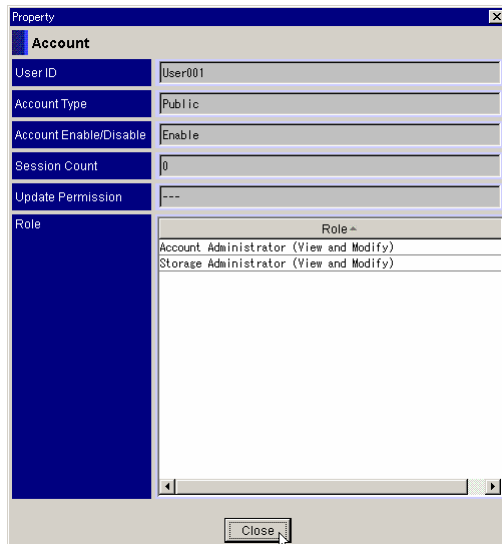 Property
Account
User ID User001
Account Type Public
Account Enable/Disable Enable
Session Count 0
Update Permission ---
Role Role
Account Administrator (View and Modify)
Storage Administrator (View and Modify)
Close